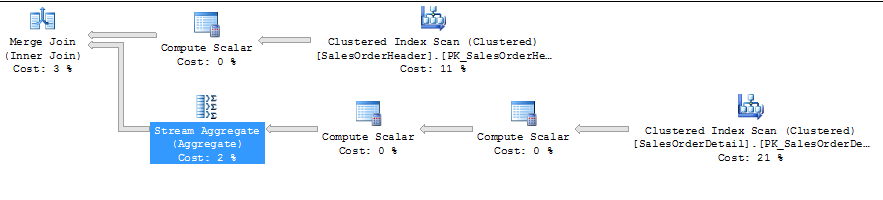 Merge Join
(Inner Join)
Cost: 3 %
Compute Scalar
Cost: 0 %
Clustered Index Scan (Clustered)
[SalesOrderHeader].[PK_SalesOrderHe…
Cost: 11 %
Stream Aggregate
(Aggregate)
Cost: 2 %
Compute Scalar
Cost: 0 %
Compute Scalar
Cost: 0 %
Clustered Index Scan (Clustered)
[SalesOrderDetail].[PK_SalesOrderDe…
Cost: 21 %